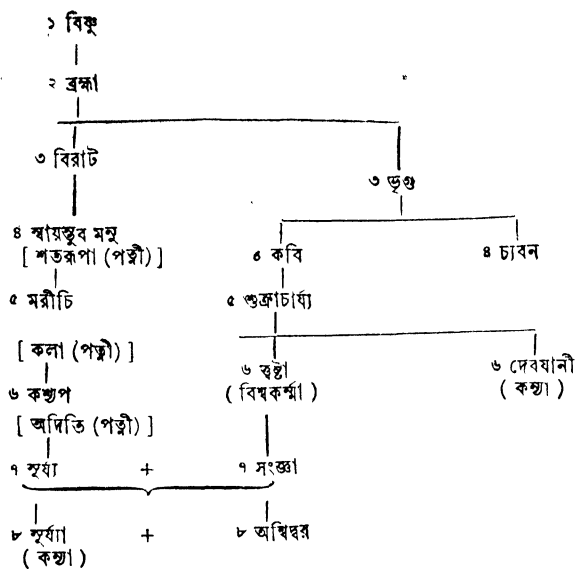 ১ বিষ্ণু
২ ব্রহ্মা
৩ বিরাট
৩ ভৃগু
৪ স্বায়ম্ভুব মনু
[ শতরূপা (পত্নী) ]
৪ কবি
৪ চ্যবন
৫ মরীচি
৫ শুক্রাচার্য্য
[ কলা (পত্নী) ]
৬ ত্বষ্টা
( বিশ্বকর্ম্মা )
৬ দেবযানী
( কন্যা )
৬ কশ্যপ
[ অদিতি (পত্নী) ]
৭ সূর্য্য + ৭ সংজ্ঞা
৮ সূর্য্যা + ৮ অশ্বিদ্বয়
( কন্যা )